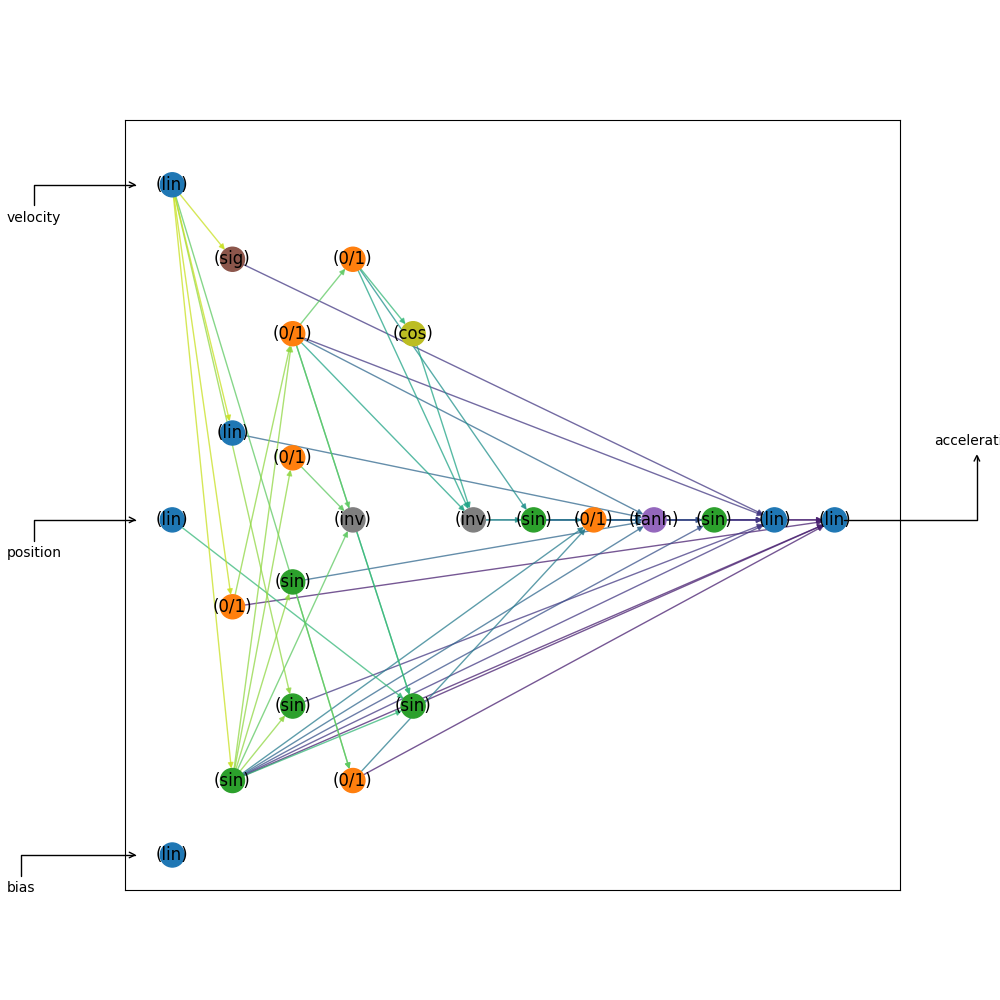 (lin)
velocity
(sig)
(0/1)
(0/1)
(cos)
(lin)
accelerati
(0/1)
(lin)
(inv)
(inv)
(sin)
(0/1)
(tanh)
(sin)
(lin)
(lin)
position
(sin)
(0/1)
(sin)
(sin)
(sin)
(0/1)
(lin)
bias